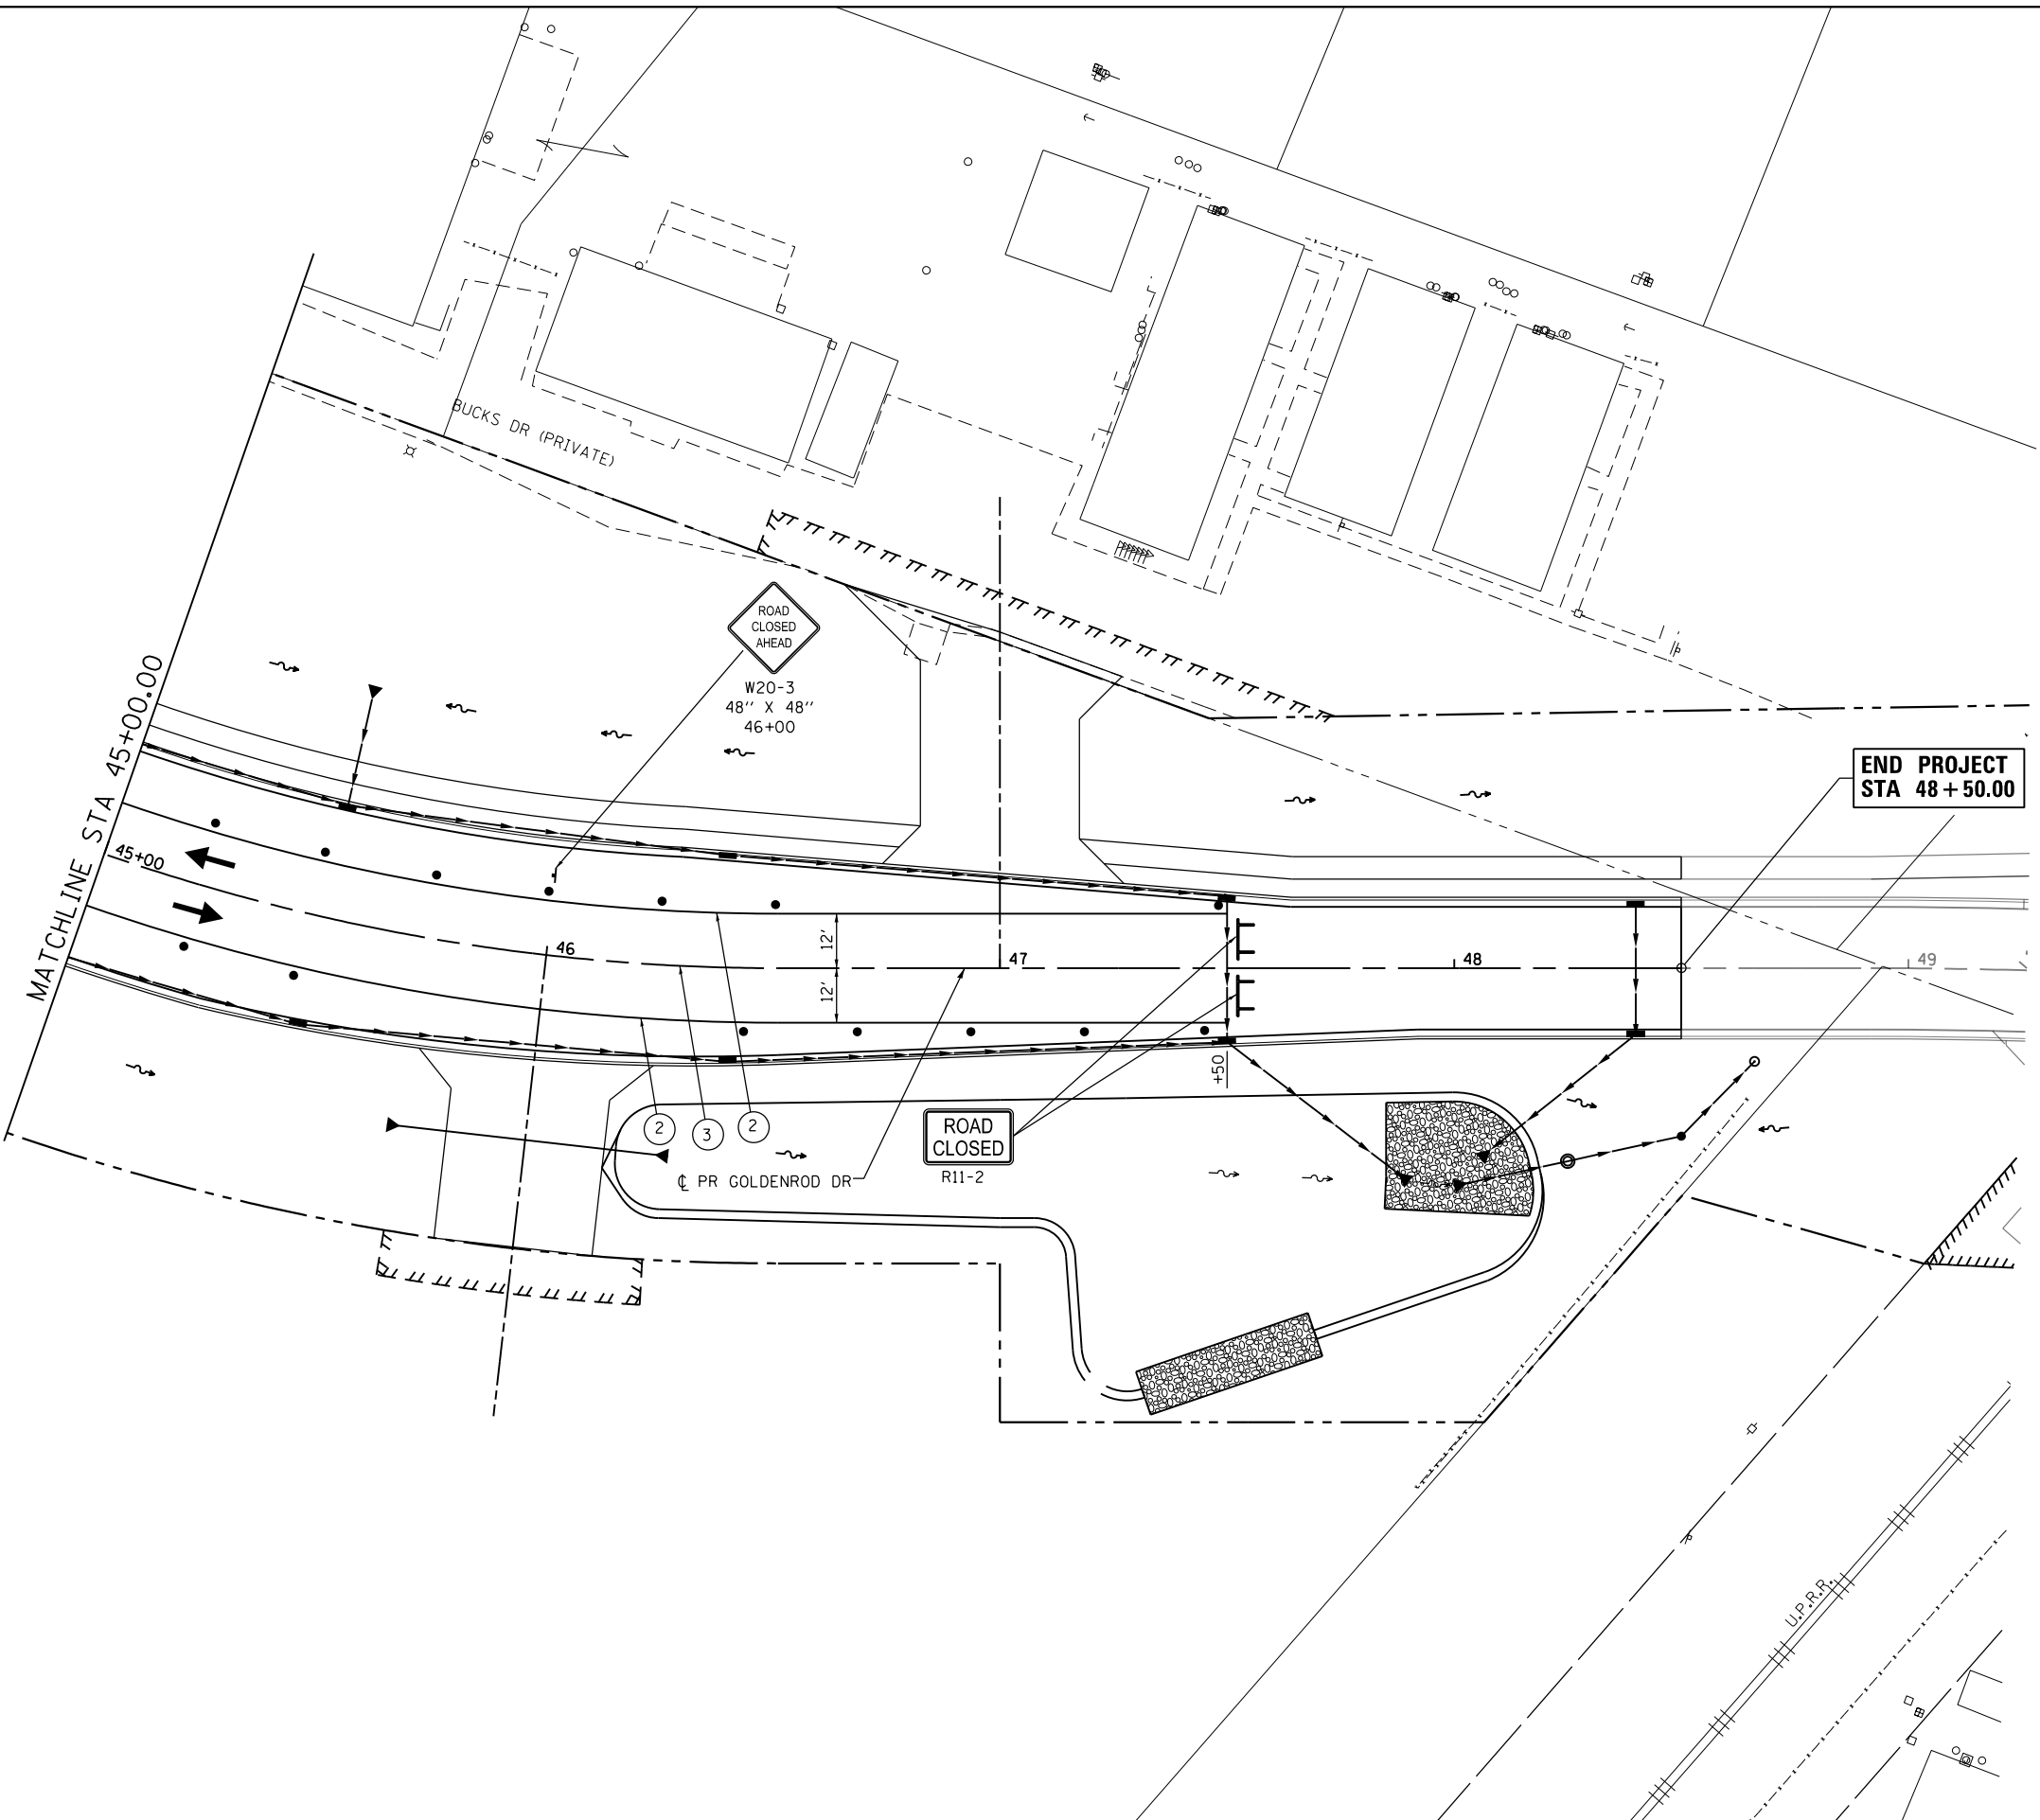 BUCKS DR (PRIVATE)
ROAD
CLOSED
AHEAD
W20-3
48'' X 48''
46+00
MATCHLINE STA 45+00.00
END PROJECT
STA 48+50.00
45+00
46
47
48
49
12'
12'
+50
2
3
2
ROAD
CLOSED
R11-2
℄ PR GOLDENROD DR
U.P.R.R.